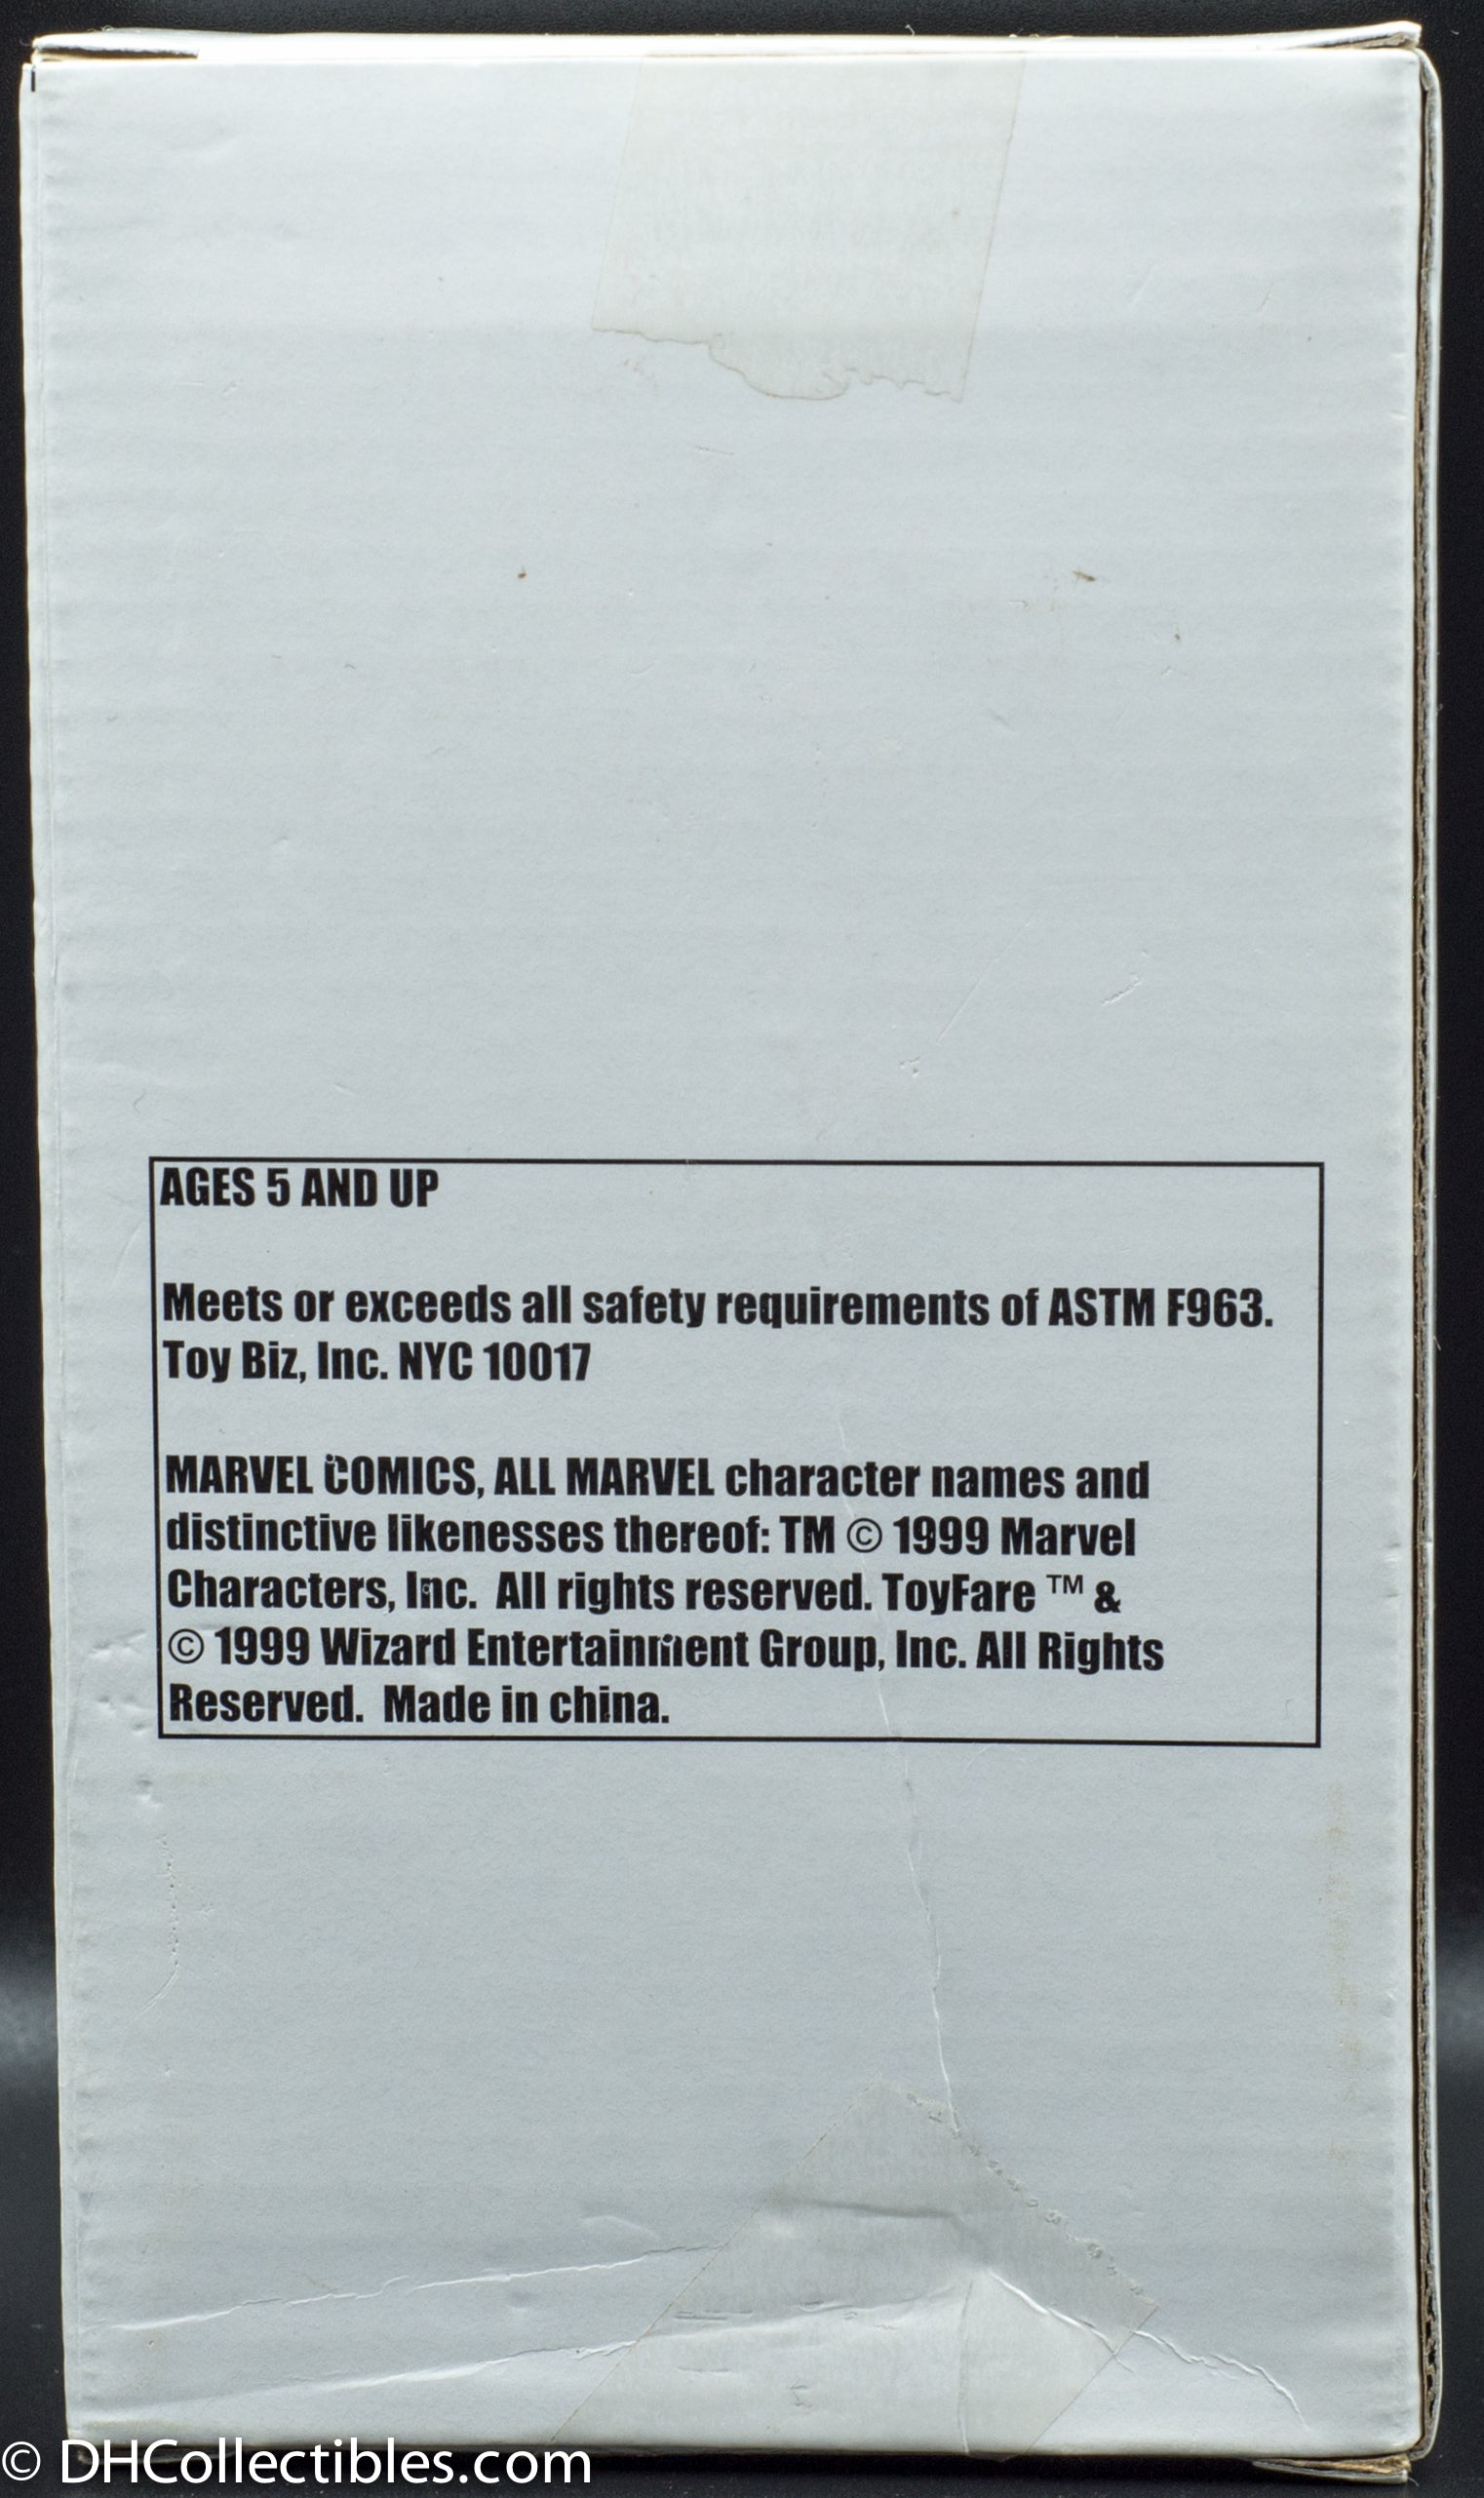 AGES 5 AND UP
Meets or exceeds all safety requirements of ASTM F963.
Toy Biz, Inc. NYC 10017
MARVEL COMICS, ALL MARVEL character names and
distinctive likenesses thereof: TM © 1999 Marvel
Characters, Inc.  All rights reserved. ToyFare ™ &
© 1999 Wizard Entertainment Group, Inc. All Rights
Reserved.  Made in china.
© DHCollectibles.com